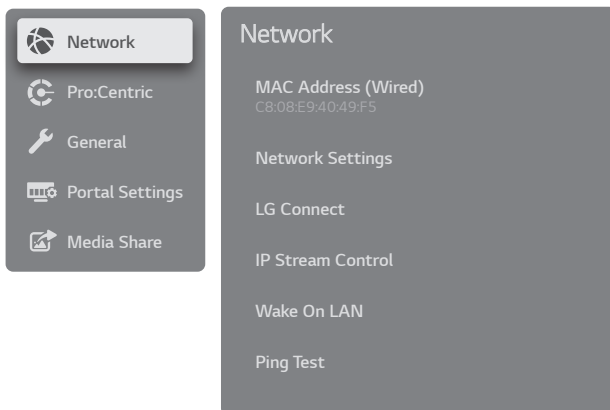 Network
Pro:Centric
General
Portal Settings
Media Share
Network
MAC Address (Wired)
C8:08:E9:40:49:F5
Network Settings
LG Connect
IP Stream Control
Wake On LAN
Ping Test